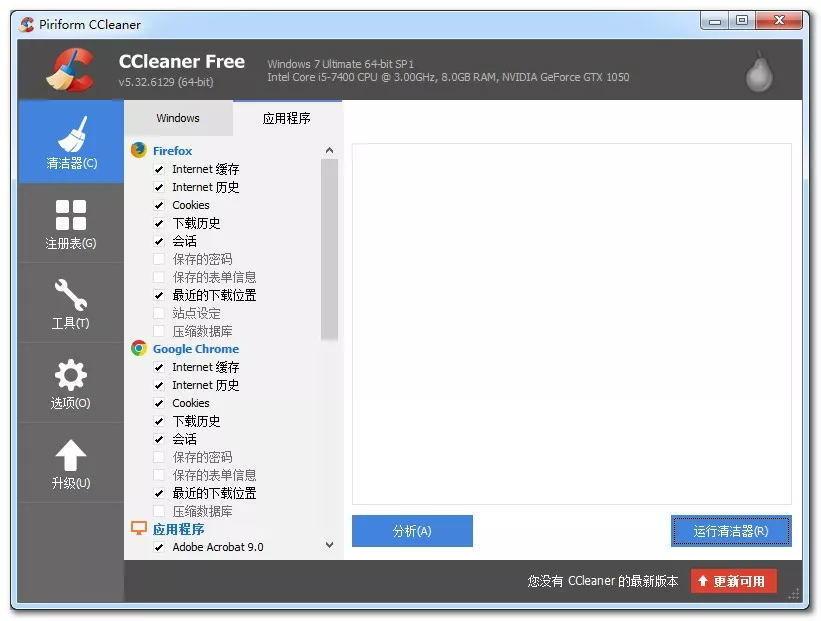 Piriform CCleaner
CCleaner Free
v5.32.6129 (64-bit)
Windows 7 Ultimate 64-bit SP1
Intel Core i5-7400 CPU @ 3.00GHz, 8.0GB RAM, NVIDIA GeForce GTX 1050
清洁器(C)
注册表(G)
工具(T)
选项(O)
升级(U)
Windows
应用程序
Firefox
Internet 缓存
Internet 历史
Cookies
下载历史
会话
保存的密码
保存的表单信息
最近的下载位置
站点设定
压缩数据库
Google Chrome
Internet 缓存
Internet 历史
Cookies
下载历史
会话
保存的密码
保存的表单信息
最近的下载位置
压缩数据库
应用程序
Adobe Acrobat 9.0
分析(A)
运行清洁器(R)
您没有 CCleaner 的最新版本
更新可用